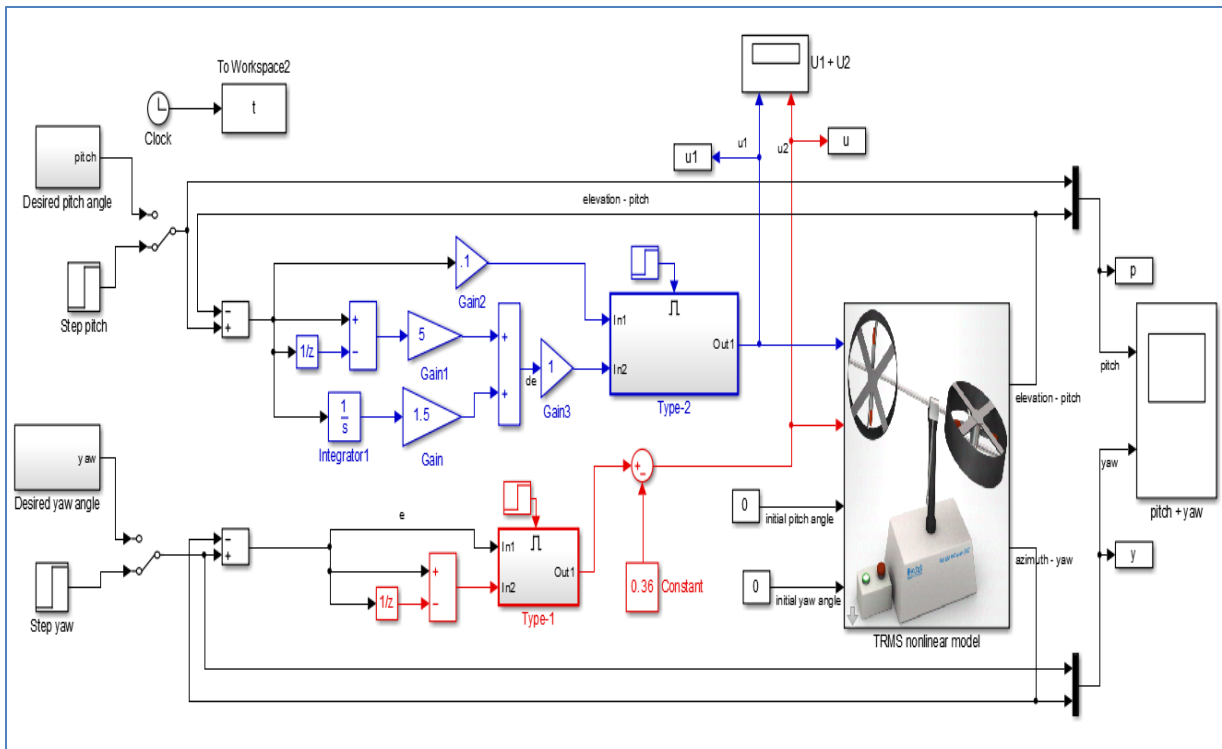 To Workspace2
t
Clock
U1 + U2
u1
u2
u1
u
pitch
Desired pitch angle
Step pitch
elevation - pitch
.1
Gain2
−
+
+
−
1/z
5
Gain1
+
+
de
1
Gain3
In1
In2
Out1
Type-2
1
s
Integrator1
1.5
Gain
p
pitch
yaw
pitch + yaw
y
elevation - pitch
azimuth - yaw
TRMS nonlinear model
0
initial pitch angle
0
initial yaw angle
yaw
Desired yaw angle
Step yaw
−
+
e
+
−
1/z
In1
In2
Out1
Type-1
+
−
0.36
Constant